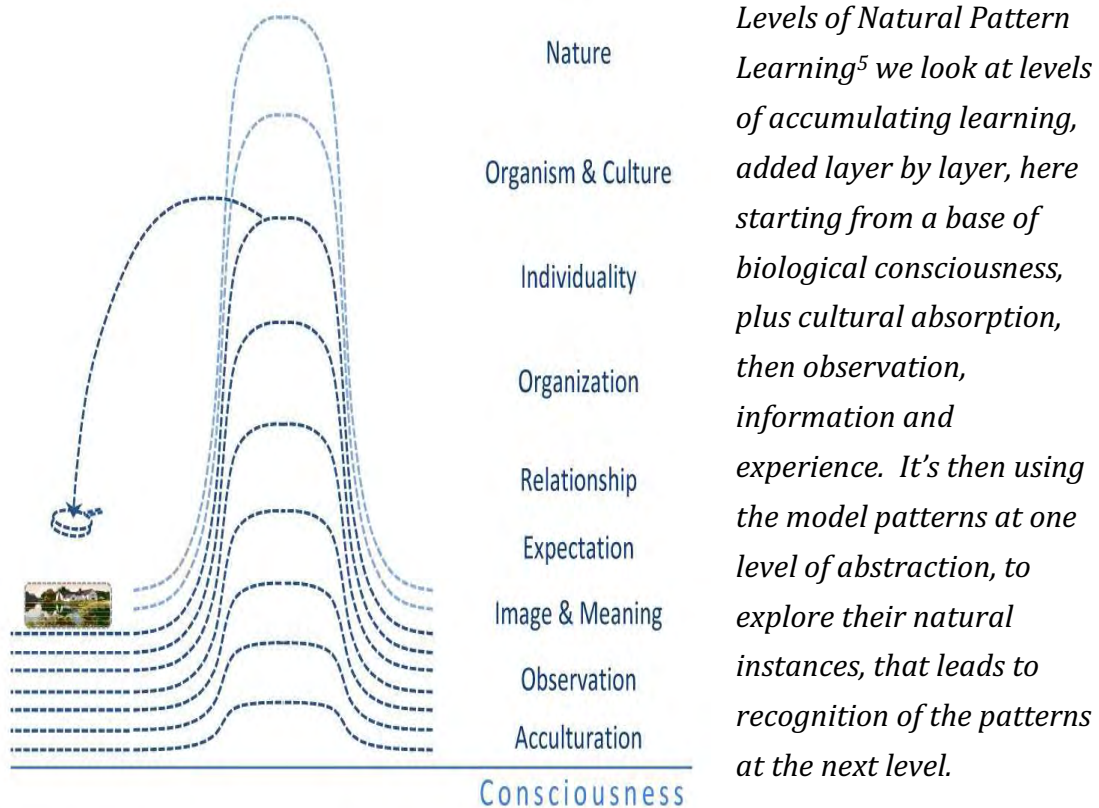 Nature
Organism & Culture
Individuality
Organization
Relationship
Expectation
Image & Meaning
Observation
Acculturation
Consciousness
Levels of Natural Pattern
Learning⁵ we look at levels
of accumulating learning,
added layer by layer, here
starting from a base of
biological consciousness,
plus cultural absorption,
then observation,
information and
experience.  It’s then using
the model patterns at one
level of abstraction, to
explore their natural
instances, that leads to
recognition of the patterns
at the next level.